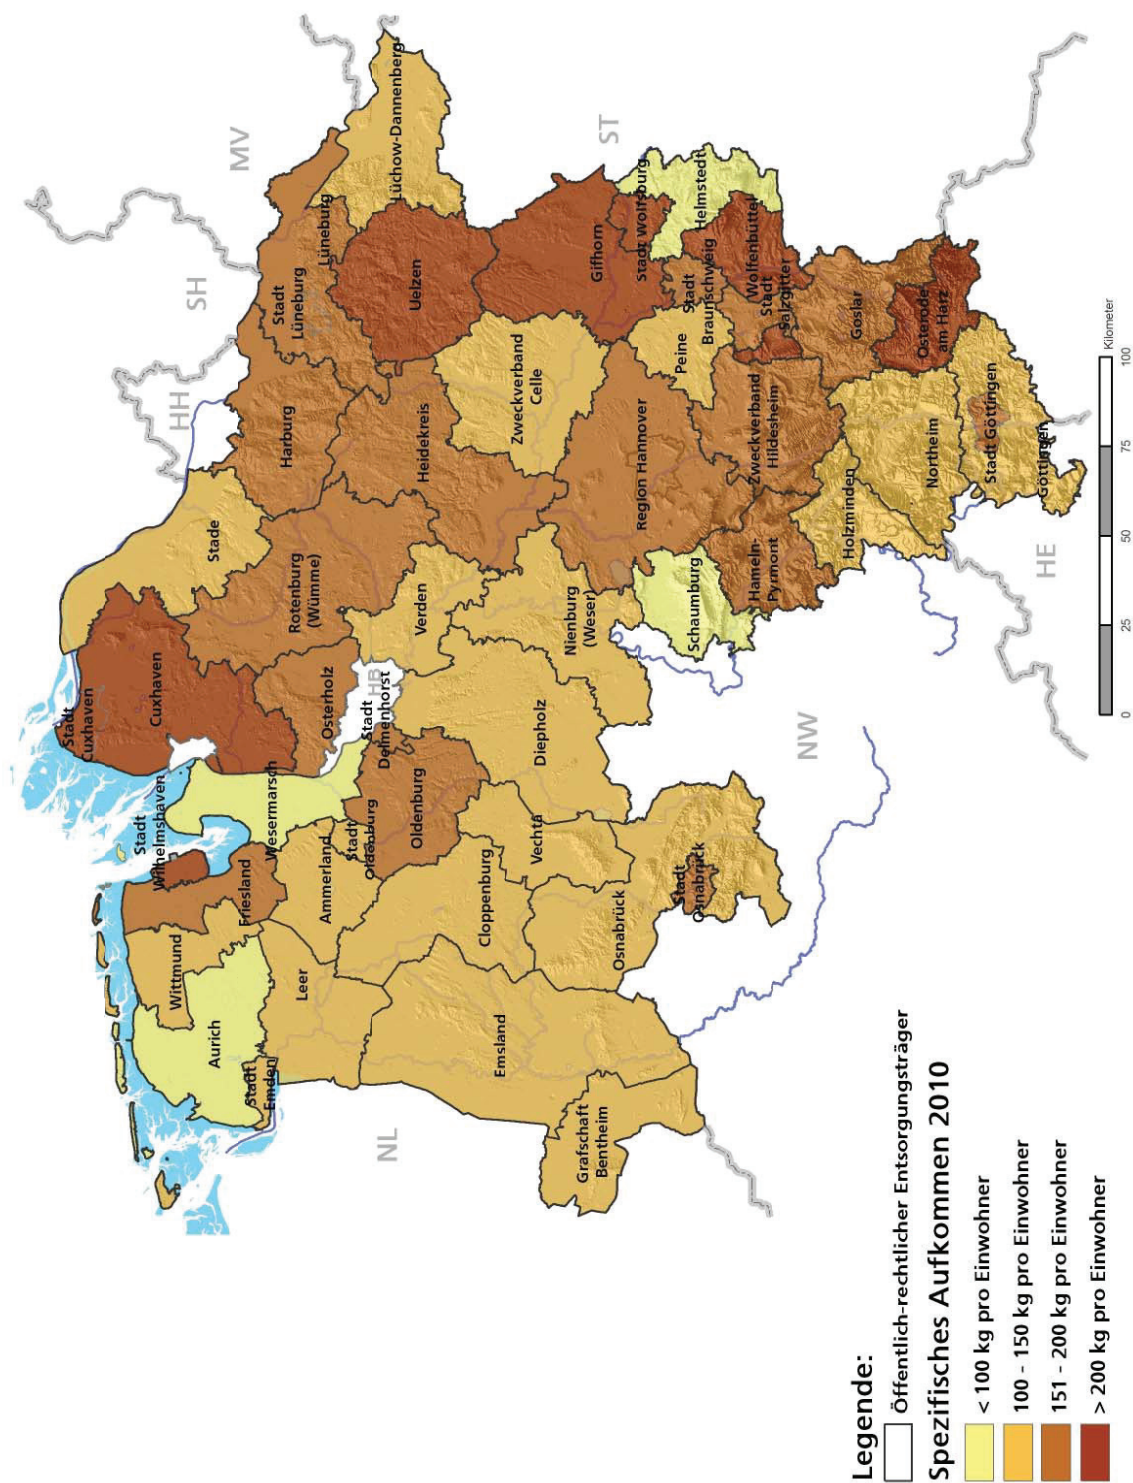 MV
SH
HH
ST
NL
NW
HE
HB
Stadt
Cuxhaven
Cuxhaven
Stade
Harburg
Stadt
Lüneburg
Lüneburg
Lüchow-Dannenberg
Uelzen
Stadt
Wilhelmshaven
Wittmund
Friesland
Aurich
Stadt
Emden
Leer
Ammerland
Wesermarsch
Osterholz
Rotenburg
(Wümme)
Heidekreis
Stadt
Oldenburg
Oldenburg
Stadt
Delmenhorst
Verden
Zweckverband
Celle
Gifhorn
Emsland
Cloppenburg
Vechta
Diepholz
Nienburg
(Weser)
Region Hannover
Peine
Stadt Wolfsburg
Helmstedt
Stadt
Braunschweig
Wolfenbüttel
Stadt
Salzgitter
Grafschaft
Bentheim
Osnabrück
Stadt
Osnabrück
Schaumburg
Hameln-
Pyrmont
Zweckverband
Hildesheim
Goslar
Holzminden
Northeim
Osterode
am Harz
Stadt Göttingen
Göttingen
Legende:
Öffentlich-rechtlicher Entsorgungsträger
Spezifisches Aufkommen 2010
< 100 kg pro Einwohner
100 - 150 kg pro Einwohner
151 - 200 kg pro Einwohner
> 200 kg pro Einwohner
0 25 50 75 100
Kilometer